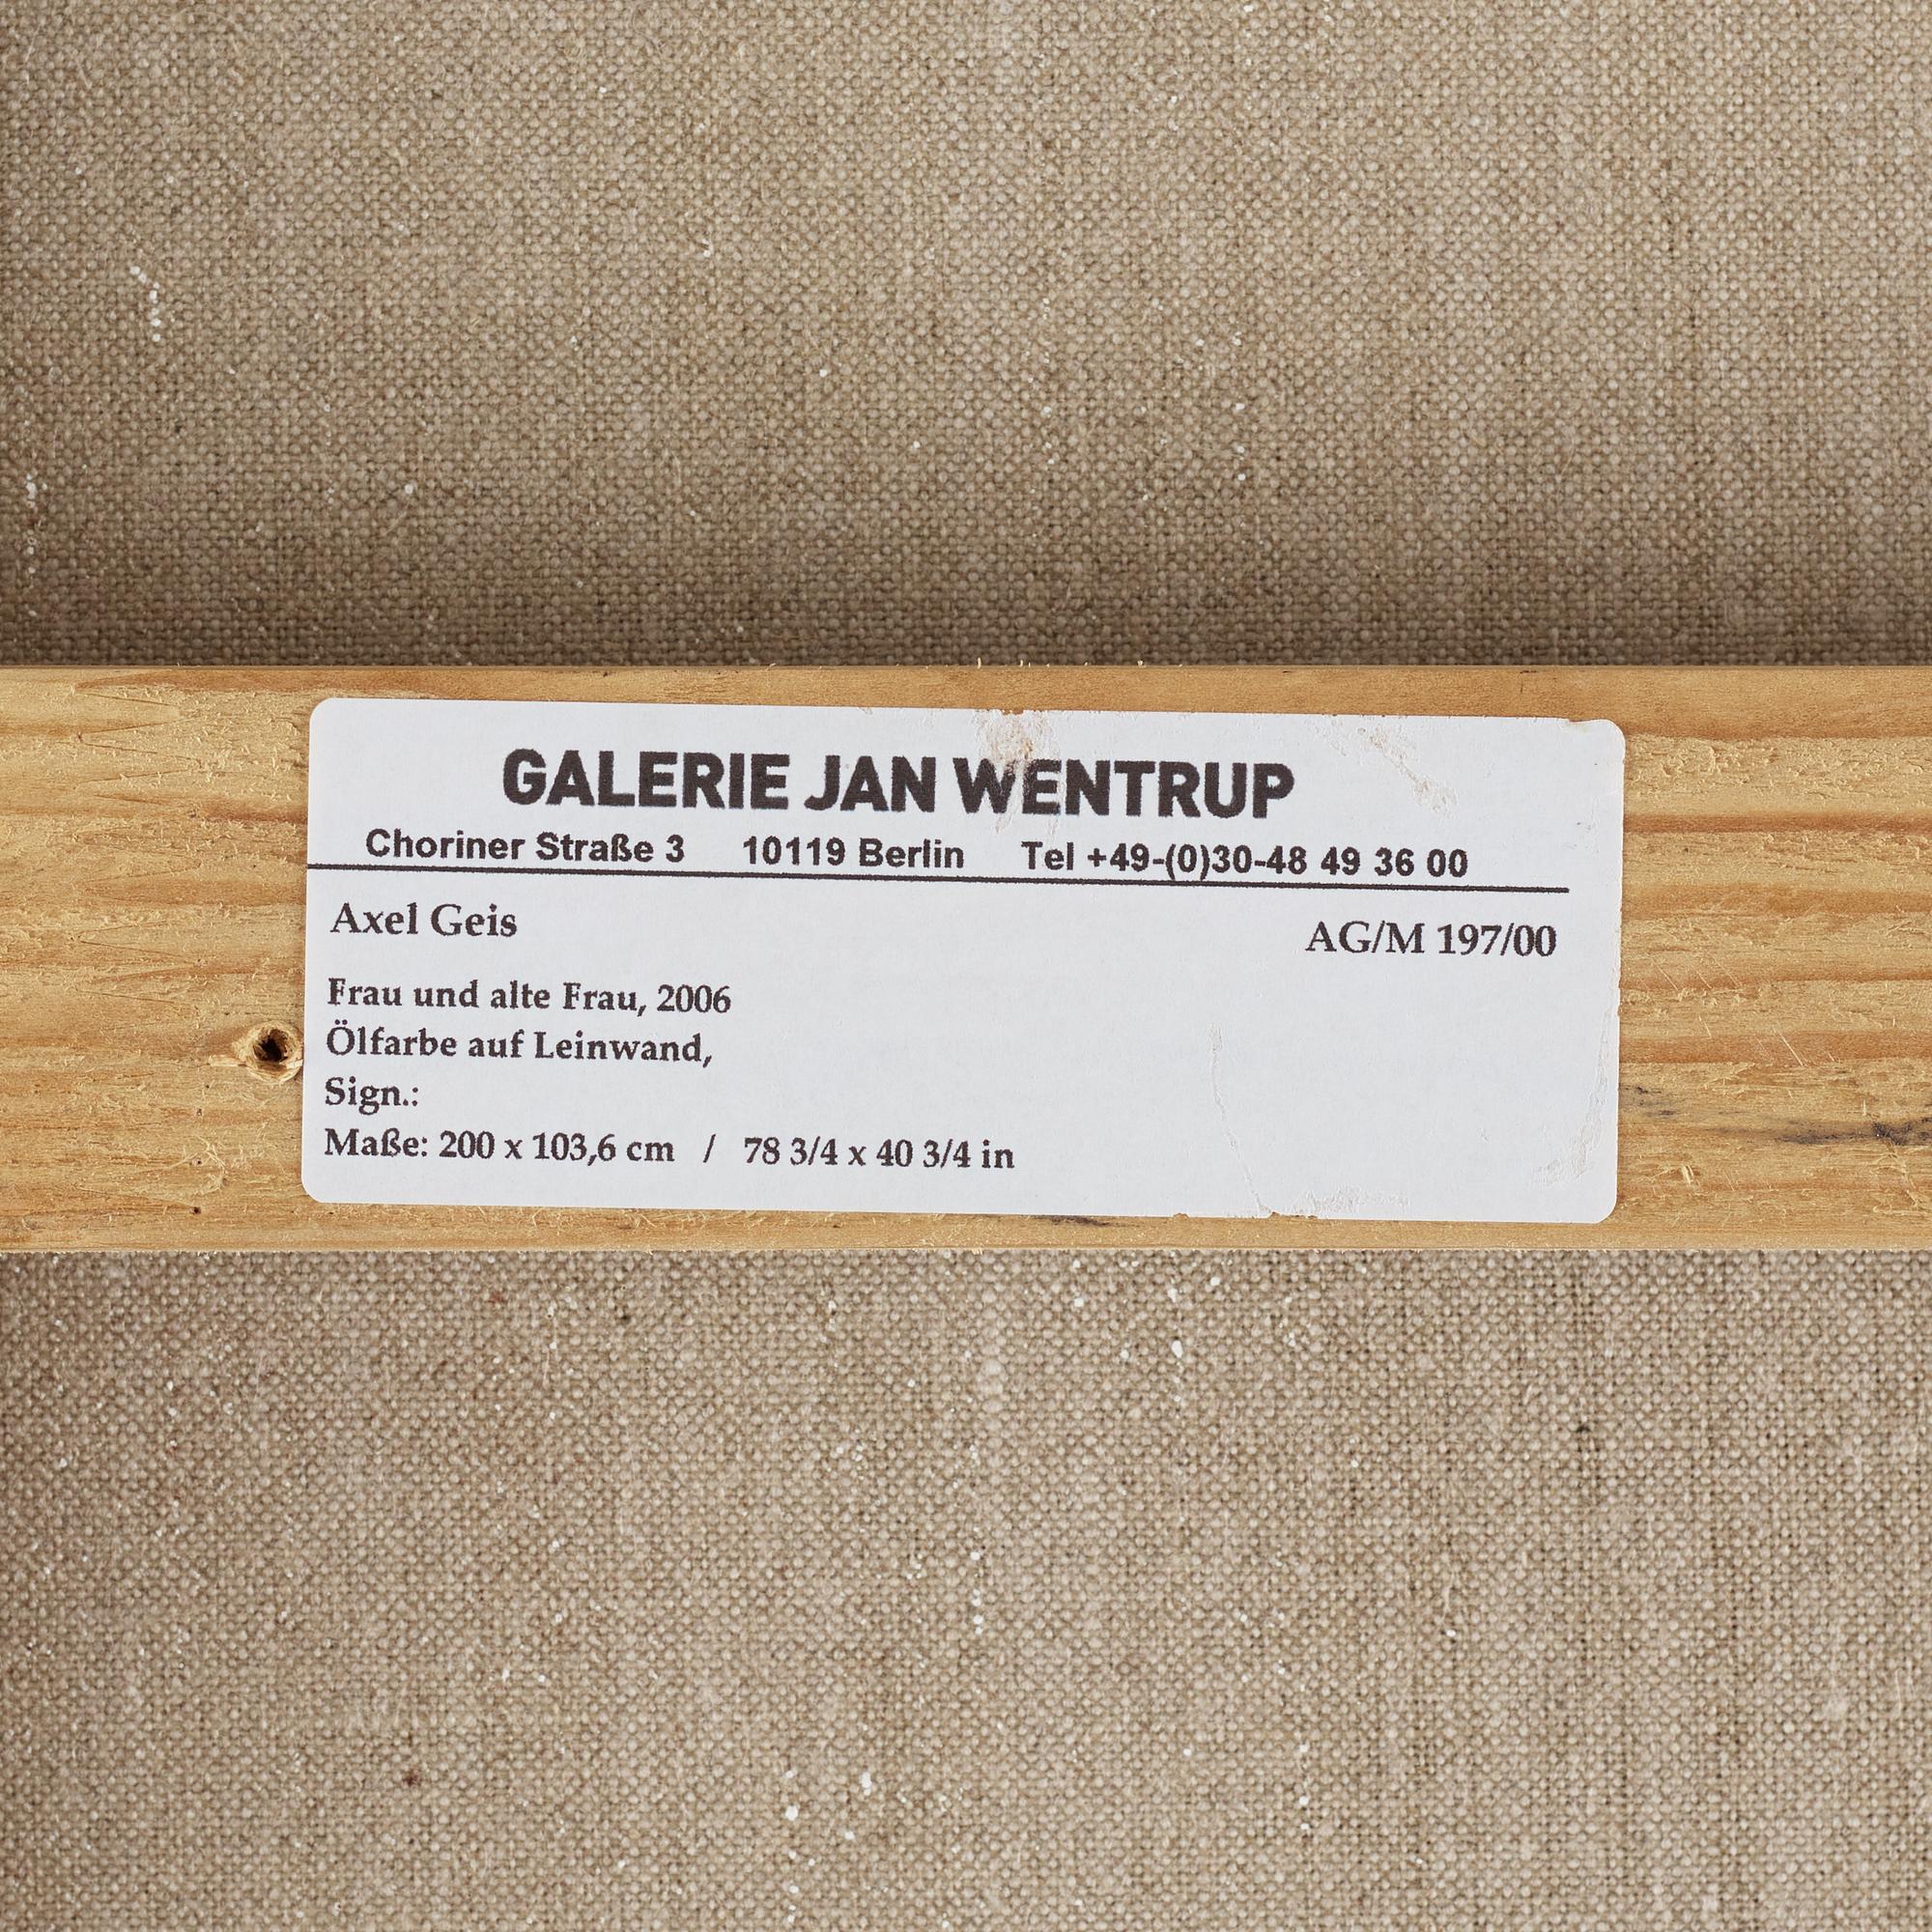 GALERIE JAN WENTRUP
Choriner Straße 3 10119 Berlin Tel +49-(0)30-48 49 36 00
Axel Geis AG/M 197/00
Frau und alte Frau, 2006
Ölfarbe auf Leinwand,
Sign.:
Maße: 200 x 103,6 cm / 78 3/4 x 40 3/4 in